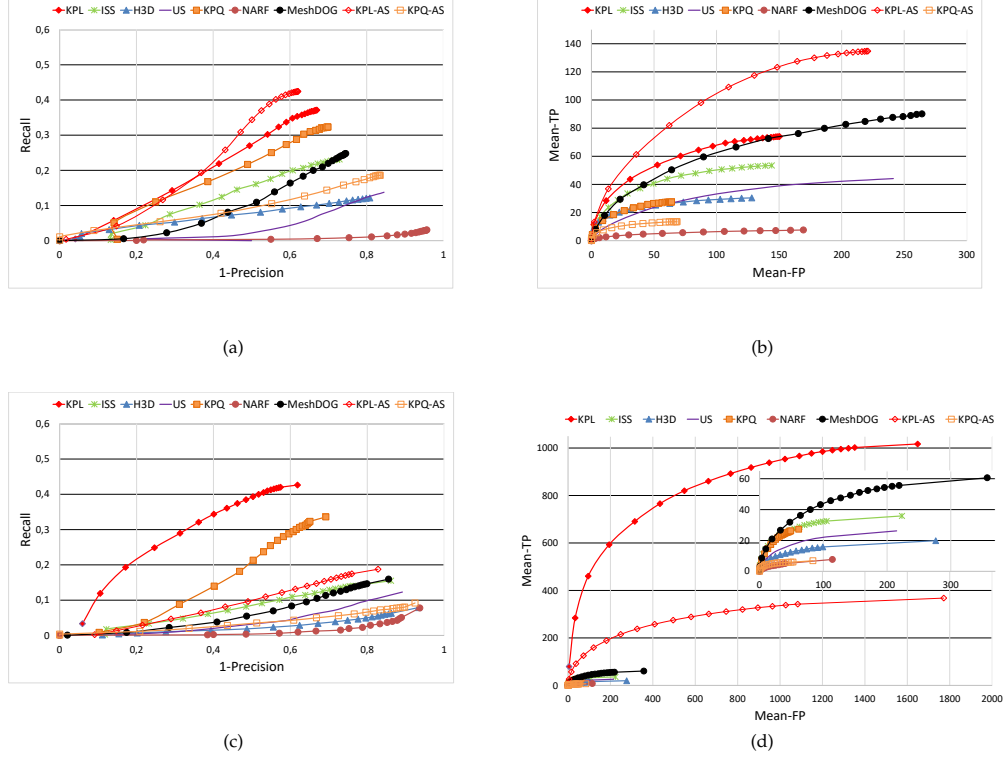 KPL ISS H3D US KPQ NARF MeshDOG KPL-AS KPQ-AS
0,6
0,5
0,4
0,3
0,2
0,1
0
Recall
0 0,2 0,4 0,6 0,8 1
1-Precision
(a)
KPL ISS H3D US KPQ NARF MeshDOG KPL-AS KPQ-AS
140
120
100
80
60
40
20
0
Mean-TP
0 50 100 150 200 250 300
Mean-FP
(b)
KPL ISS H3D US KPQ NARF MeshDOG KPL-AS KPQ-AS
0,6
0,5
0,4
0,3
0,2
0,1
0
Recall
0 0,2 0,4 0,6 0,8 1
1-Precision
(c)
KPL ISS H3D US KPQ NARF MeshDOG KPL-AS KPQ-AS
1000
800
600
400
200
0
Mean-TP
60
40
20
0
0 100 200 300
0 200 400 600 800 1000 1200 1400 1600 1800 2000
Mean-FP
(d)